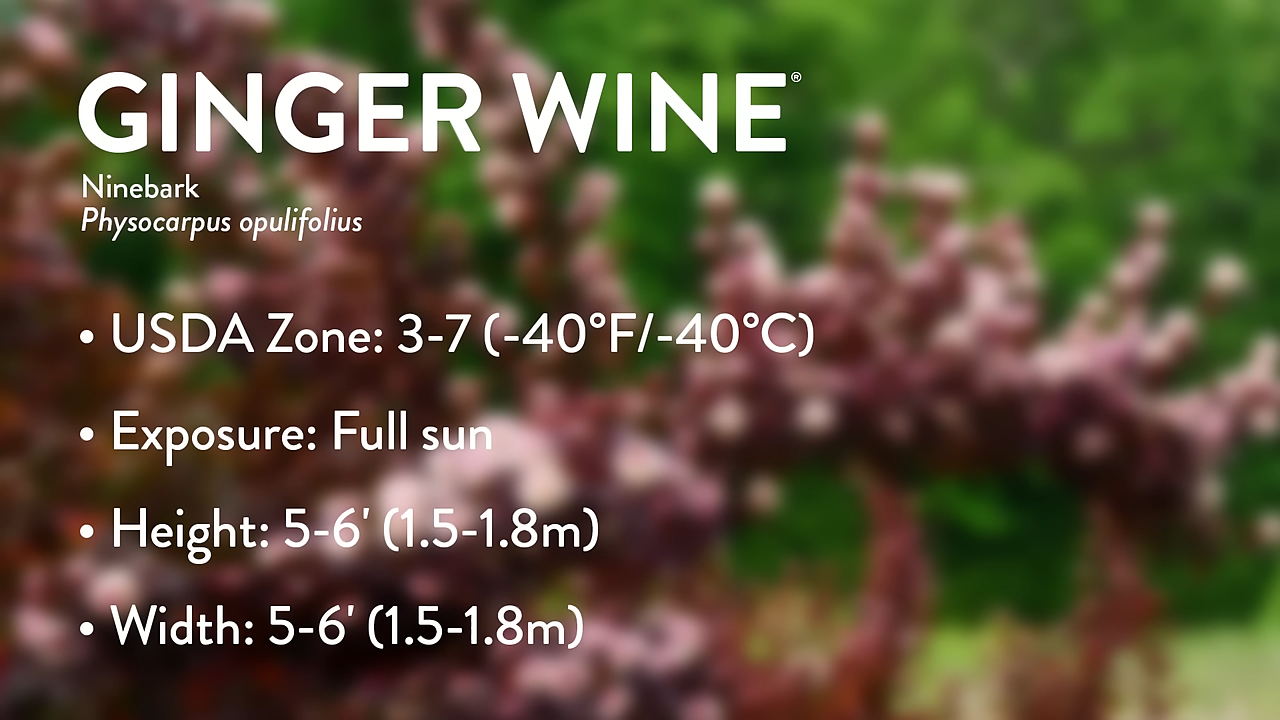 GINGER WINE®
Ninebark
Physocarpus opulifolius
• USDA Zone: 3-7 (-40°F/-40°C)
• Exposure: Full sun
• Height: 5-6' (1.5-1.8m)
• Width: 5-6' (1.5-1.8m)